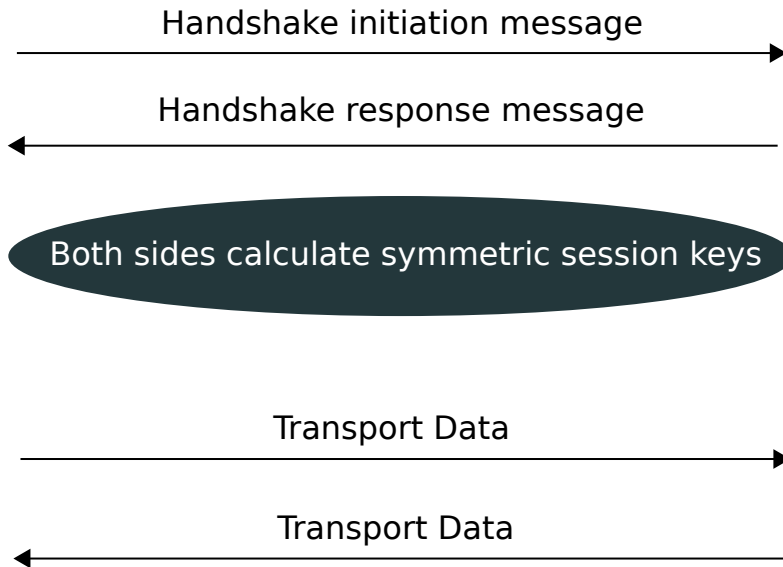 Handshake initiation message
Handshake response message
Both sides calculate symmetric session keys
Transport Data
Transport Data